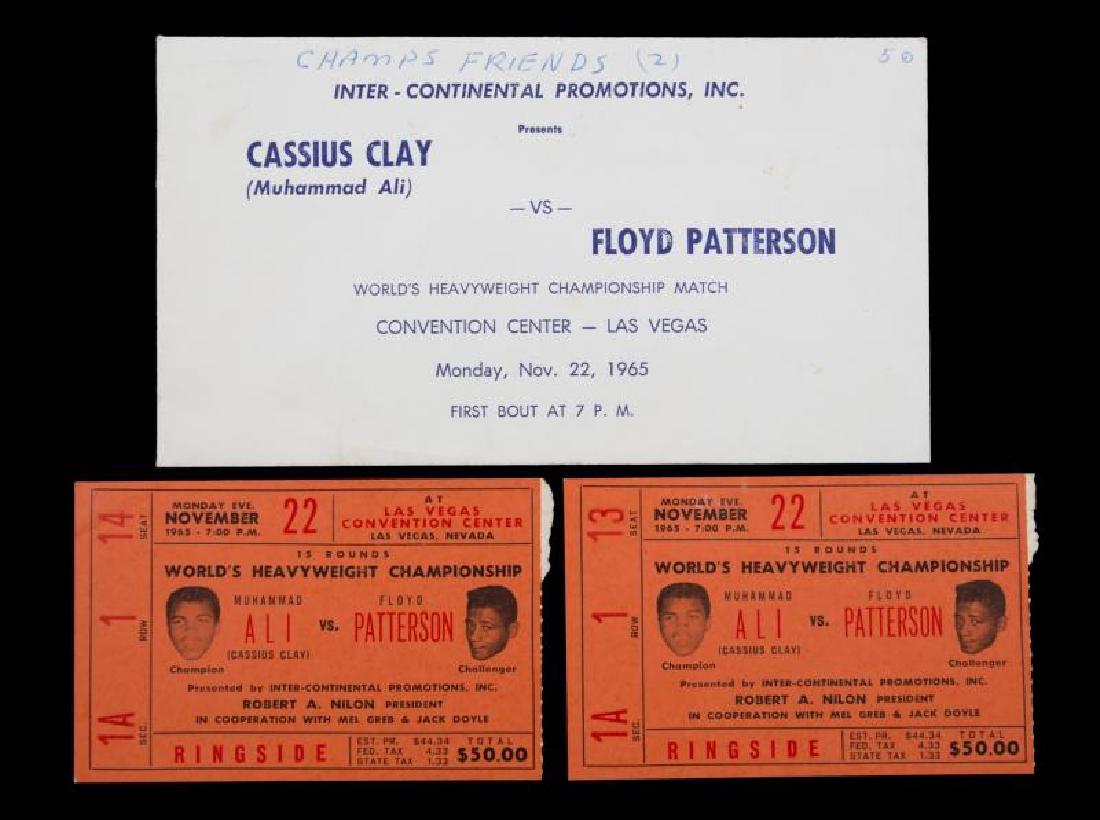 CHAMPS FRIENDS (2) 50
INTER - CONTINENTAL PROMOTIONS, INC.
Presents
CASSIUS CLAY
(Muhammad Ali)
— VS —
FLOYD PATTERSON
WORLD'S HEAVYWEIGHT CHAMPIONSHIP MATCH
CONVENTION CENTER — LAS VEGAS
Monday, Nov. 22, 1965
FIRST BOUT AT 7 P. M.
14 SEAT
1 ROW
1A SEC.
MONDAY EVE.
NOVEMBER 22
1965 - 7:00 P.M.
AT
LAS VEGAS
CONVENTION CENTER
LAS VEGAS, NEVADA
15 ROUNDS
WORLD'S HEAVYWEIGHT CHAMPIONSHIP
MUHAMMAD FLOYD
ALI VS. PATTERSON
(CASSIUS CLAY)
Champion Challenger
Presented by INTER-CONTINENTAL PROMOTIONS, INC.
ROBERT A. NILON PRESIDENT
IN COOPERATION WITH MEL GREB & JACK DOYLE
RINGSIDE
EST. PR. $44.34
FED. TAX 4.33
STATE TAX 1.33
TOTAL
$50.00
13 SEAT
1 ROW
1A SEC.
MONDAY EVE.
NOVEMBER 22
1965 - 7:00 P.M.
AT
LAS VEGAS
CONVENTION CENTER
LAS VEGAS, NEVADA
15 ROUNDS
WORLD'S HEAVYWEIGHT CHAMPIONSHIP
MUHAMMAD FLOYD
ALI VS. PATTERSON
(CASSIUS CLAY)
Champion Challenger
Presented by INTER-CONTINENTAL PROMOTIONS, INC.
ROBERT A. NILON PRESIDENT
IN COOPERATION WITH MEL GREB & JACK DOYLE
RINGSIDE
EST. PR. $44.34
FED. TAX 4.33
STATE TAX 1.33
TOTAL
$50.00